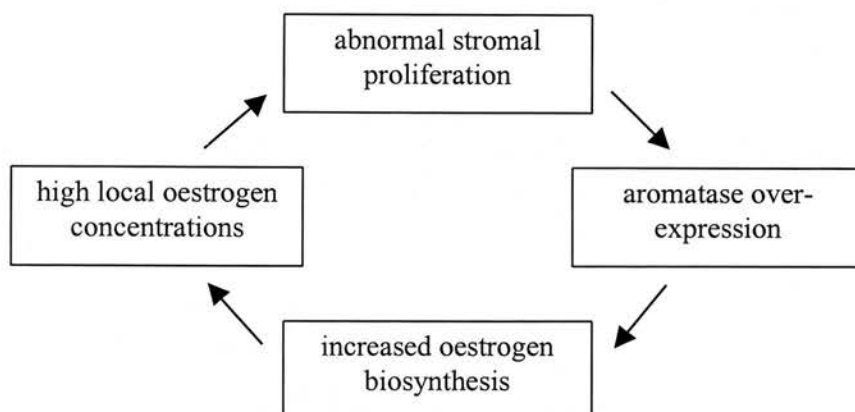 abnormal stromal
proliferation
high local oestrogen
concentrations
aromatase over-
expression
increased oestrogen
biosynthesis